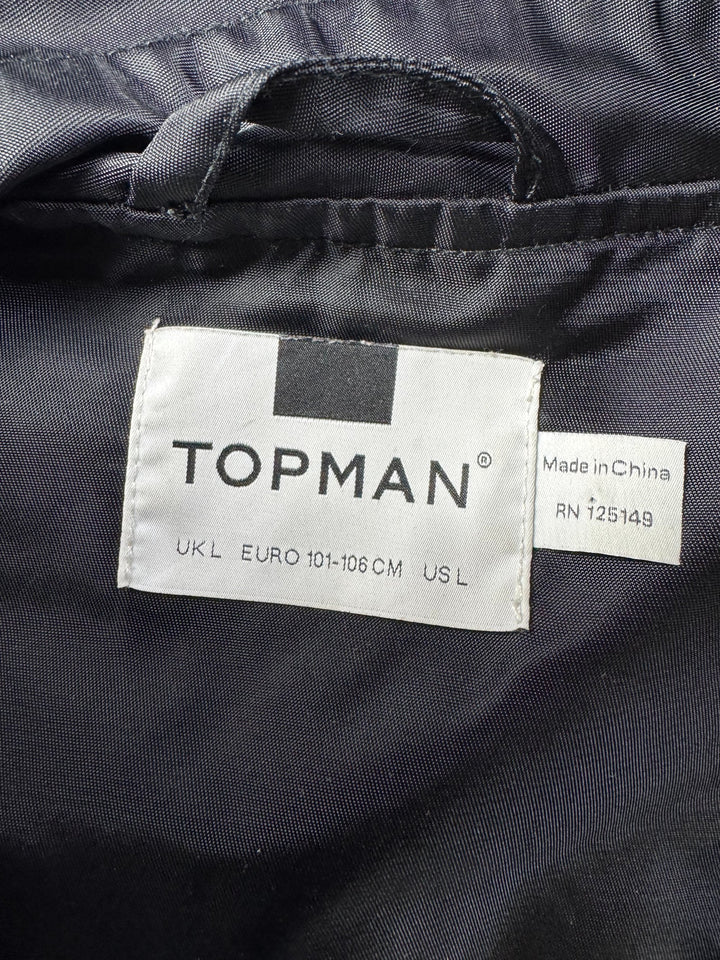 TOPMAN®
UK L EURO 101-106 CM US L
Made in China
RN 125149